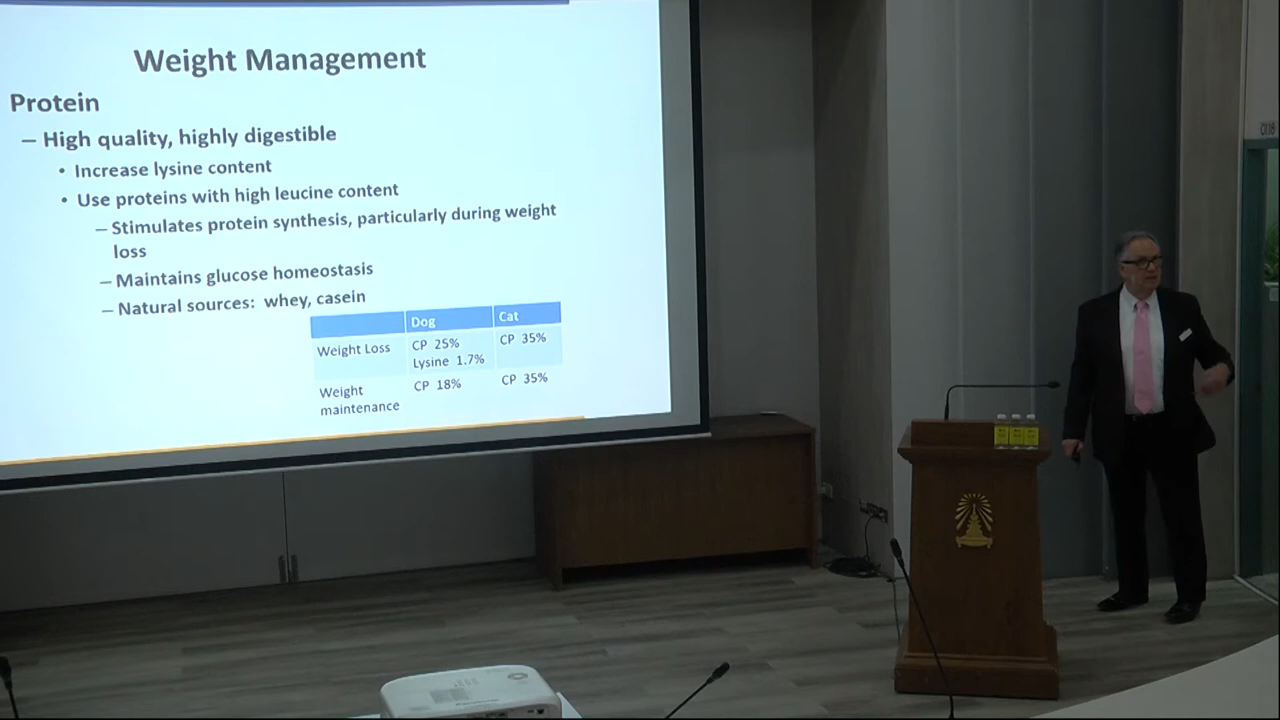 Weight Management
Protein
– High quality, highly digestible
• Increase lysine content
• Use proteins with high leucine content
– Stimulates protein synthesis, particularly during weight
loss
– Maintains glucose homeostasis
– Natural sources: whey, casein
Dog Cat
Weight Loss CP 25% CP 35%
Lysine 1.7%
Weight CP 18% CP 35%
maintenance